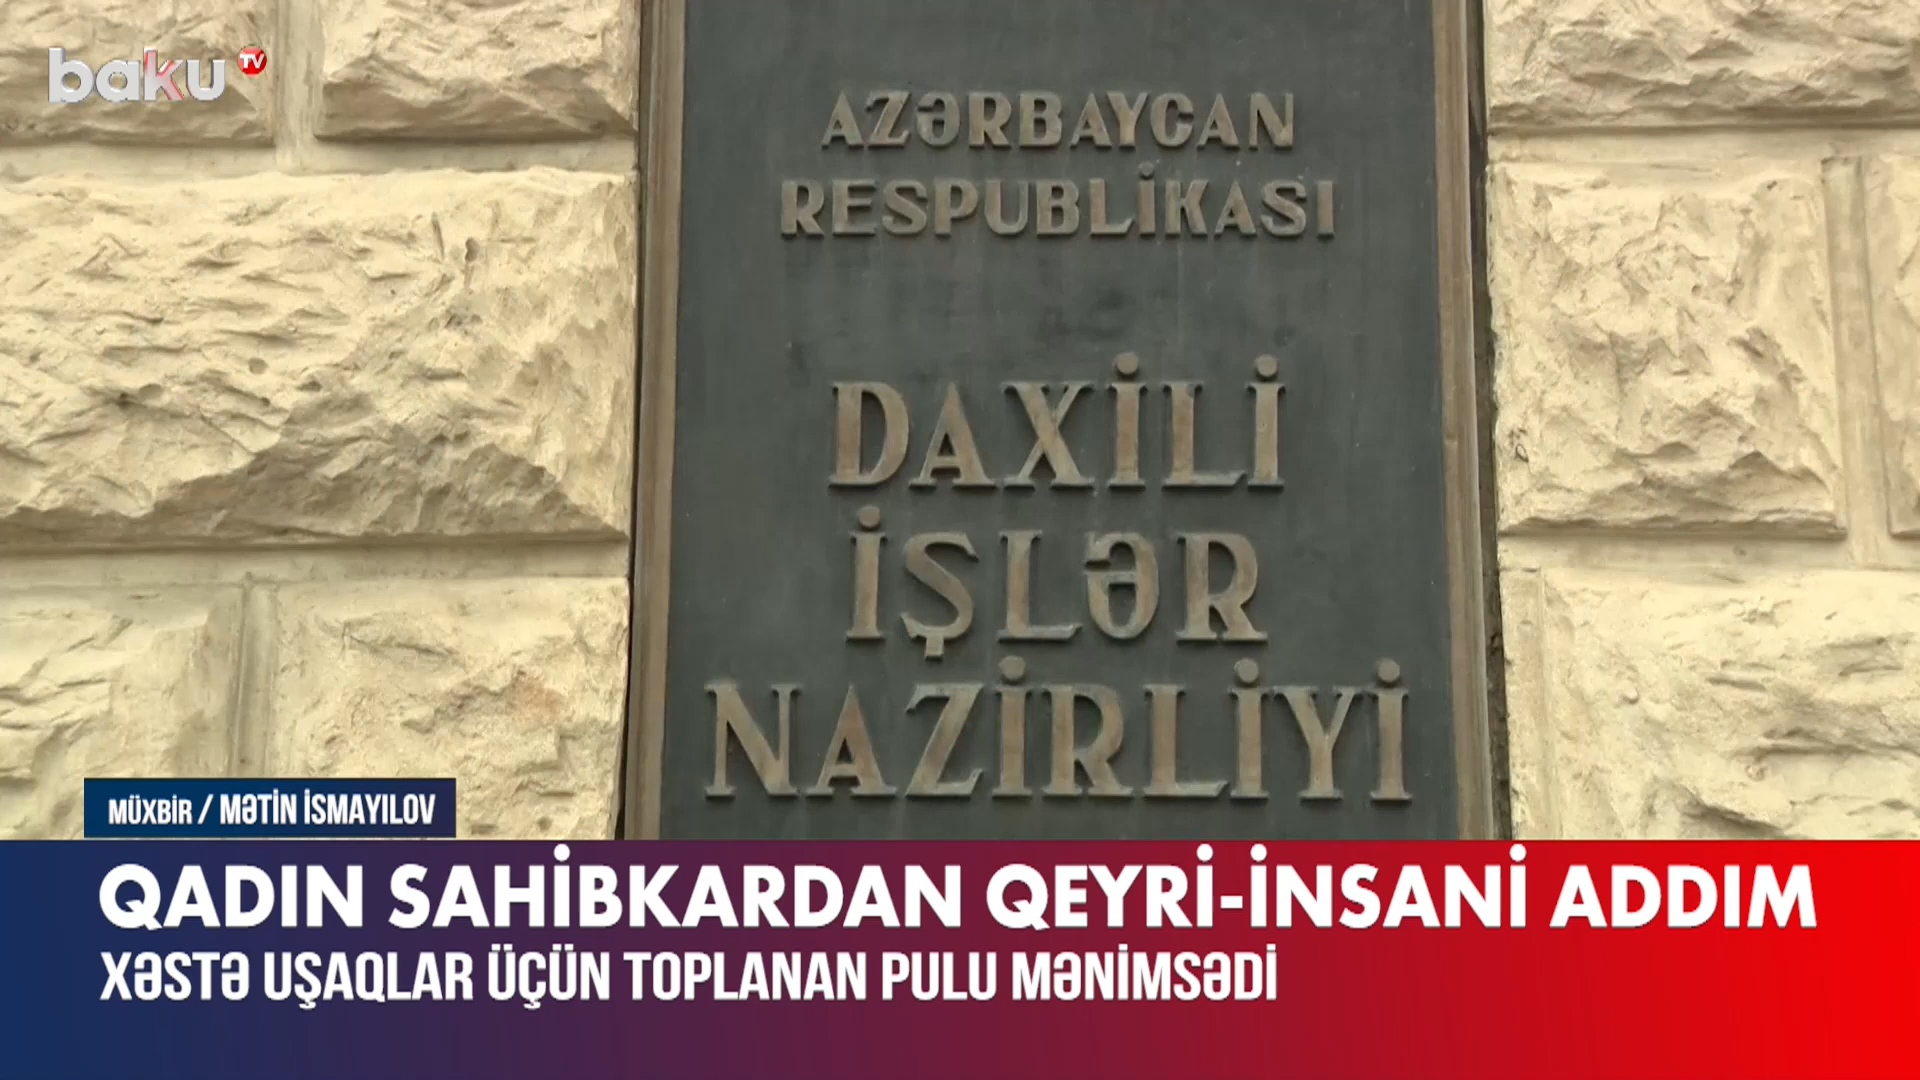 baku TV
AZƏRBAYCAN
RESPUBLİKASI
DAXİLİ
İŞLƏR
NAZİRLİYİ
MÜXBİR / MƏTİN İSMAYILOV
QADIN SAHİBKARDAN QEYRİ-İNSANİ ADDIM
XƏSTƏ UŞAQLAR ÜÇÜN TOPLANAN PULU MƏNİMSƏDİ